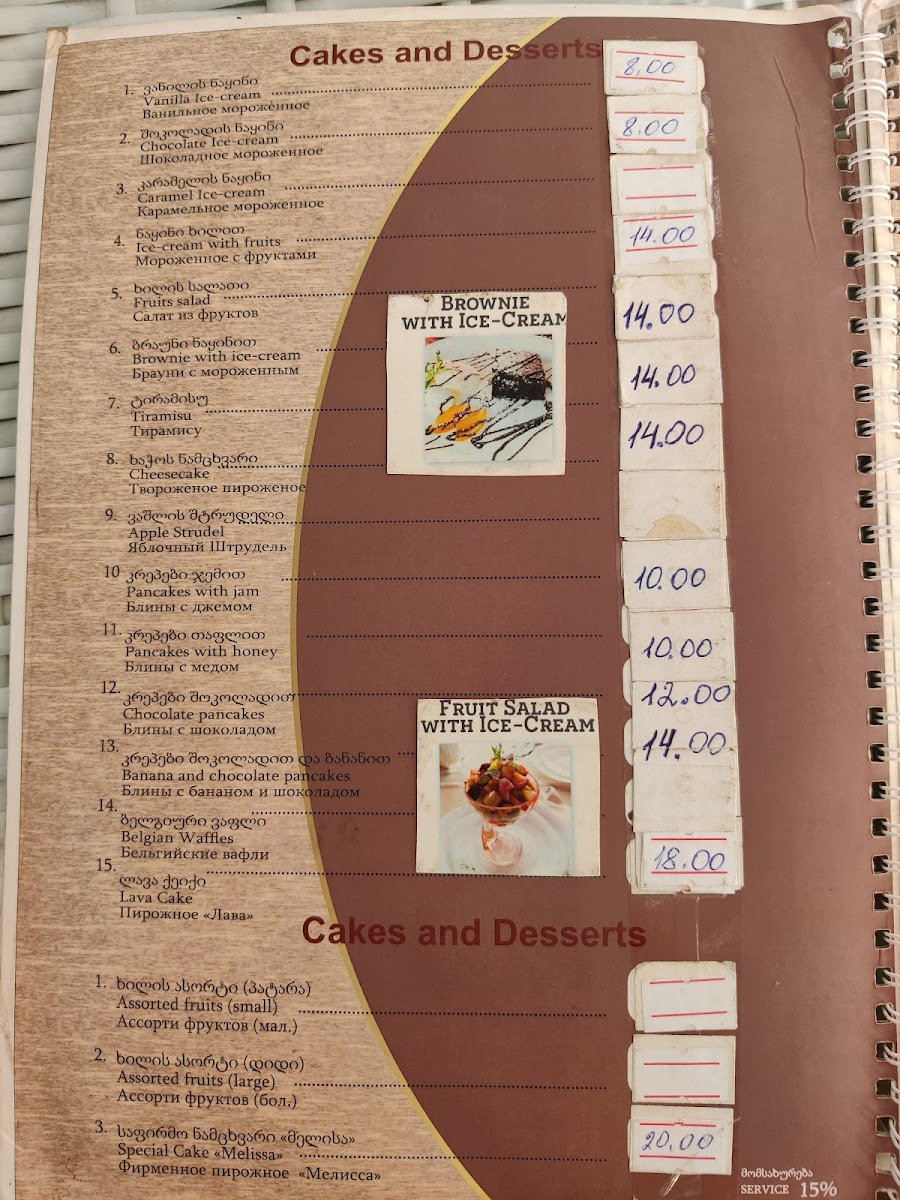 Cakes and Desserts
1. ვანილის ნაყინი
Vanilla Ice-cream
Ванильное мороженное
8,00
2. შოკოლადის ნაყინი
Chocolate Ice-cream
Шоколадное мороженное
8.00
3. კარამელის ნაყინი
Caramel Ice-cream
Карамельное мороженное
4. ნაყინი ხილით
Ice-cream with fruits
Мороженное с фруктами
14.00
5. ხილის სალათი
Fruits salad
Салат из фруктов
14.00
6. ბრაუნი ნაყინით
Brownie with ice-cream
Брауни с мороженным
14.00
7. ტირამისუ
Tiramisu
Тирамису
14.00
BROWNIE
WITH ICE-CREAM
8. ხაჭოს ნამცხვარი
Cheesecake
Твороженое пироженое
9. ვაშლის შტრუდელი
Apple Strudel
Яблочный Штрудель
10.00
10 კრეპები ჯემით
Pancakes with jam
Блины с джемом
10.00
11. კრეპები თაფლით
Pancakes with honey
Блины с медом
12.00
12. კრეპები შოკოლადით
Chocolate pancakes
Блины с шоколадом
14.00
13. კრეპები შოკოლადით და ბანანით
Banana and chocolate pancakes
Блины с бананом и шоколадом
14. ბელგიური ვაფლი
Belgian Waffles
Бельгийские вафли
18.00
15. ლავა ქეიქი
Lava Cake
Пирожное «Лава»
FRUIT SALAD
WITH ICE-CREAM
Cakes and Desserts
1. ხილის ასორტი (პატარა)
Assorted fruits (small)
Ассорти фруктов (мал.)
2. ხილის ასორტი (დიდი)
Assorted fruits (large)
Ассорти фруктов (бол.)
3. საფირმო ნამცხვარი «მელისა»
Special Cake «Melissa»
Фирменное пирожное «Мелисса»
20.00
მომსახურება
SERVICE 15%